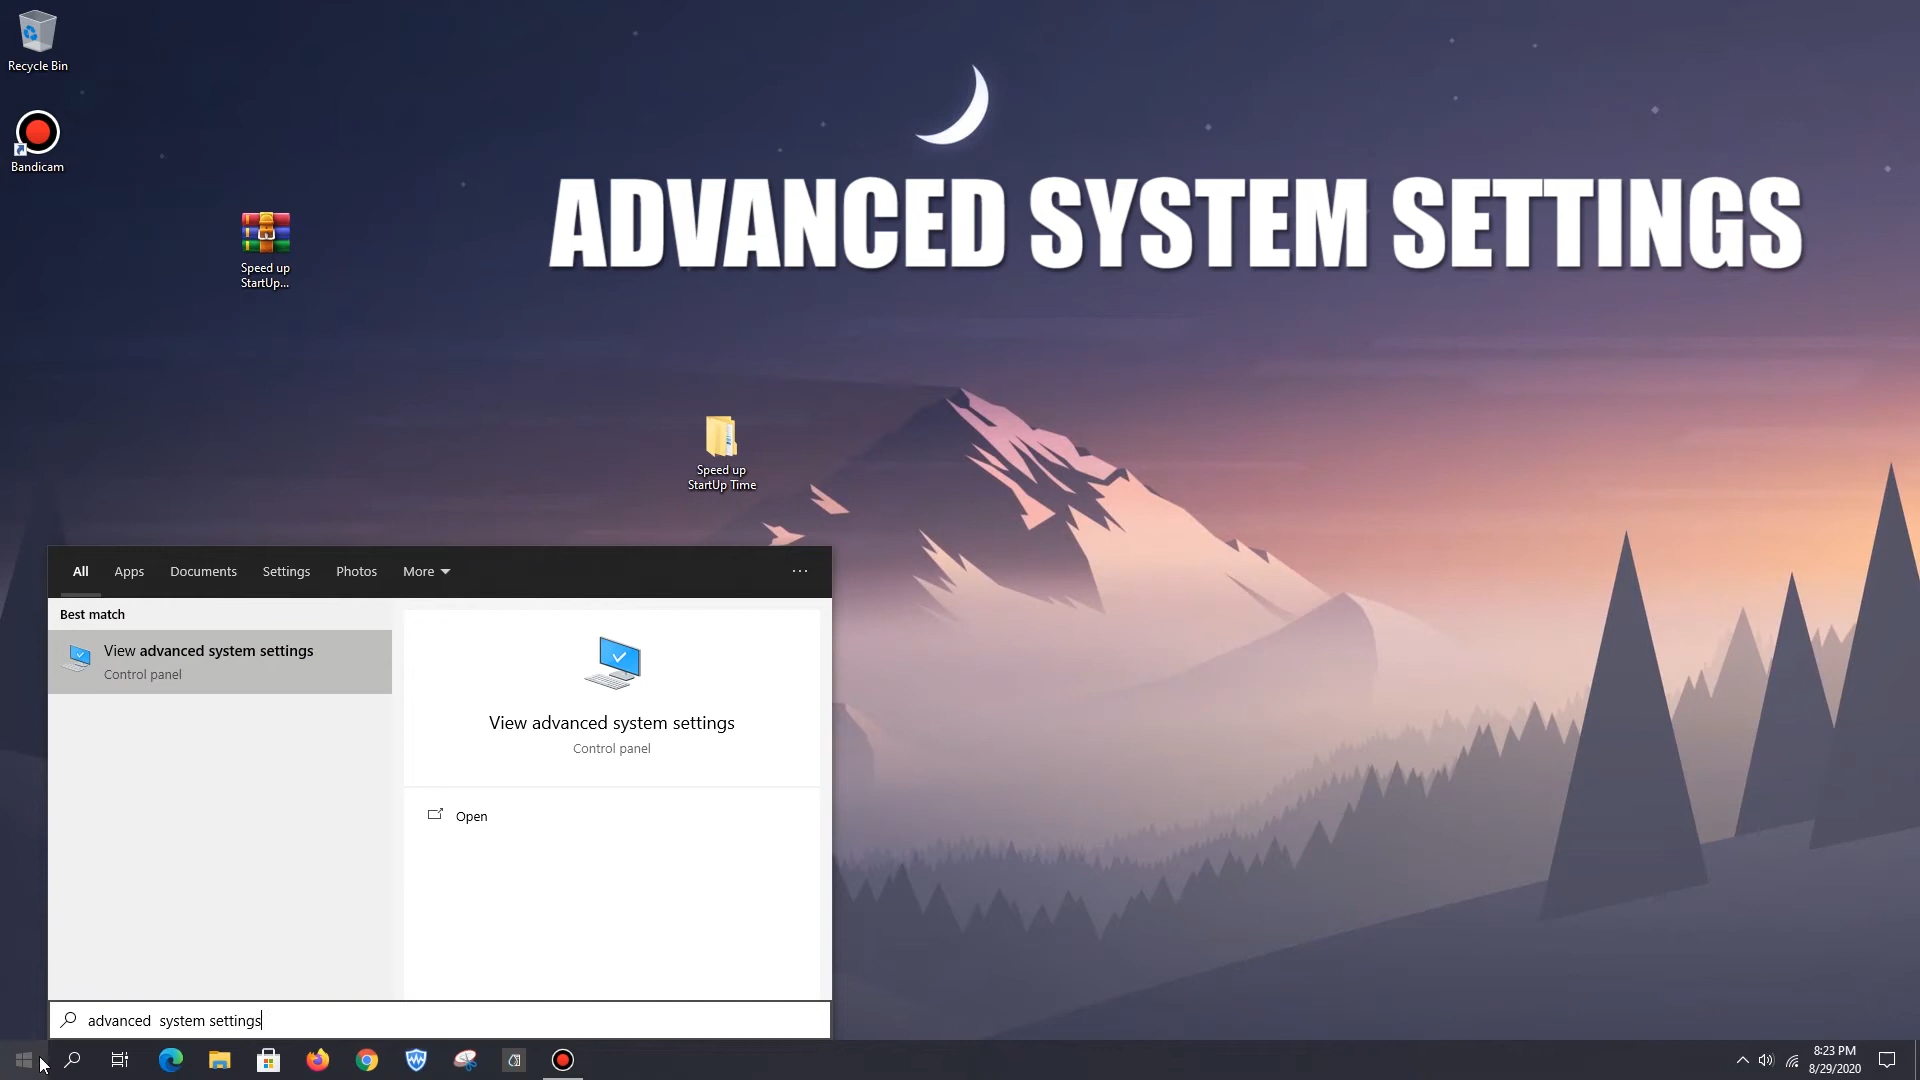 Recycle Bin
Bandicam
ADVANCED SYSTEM SETTINGS
Speed up
StartUp...
Speed up
StartUp Time
All Apps Documents Settings Photos More ...
Best match
View advanced system settings
Control panel
View advanced system settings
Control panel
Open
advanced  system settings
8:23 PM
8/29/2020